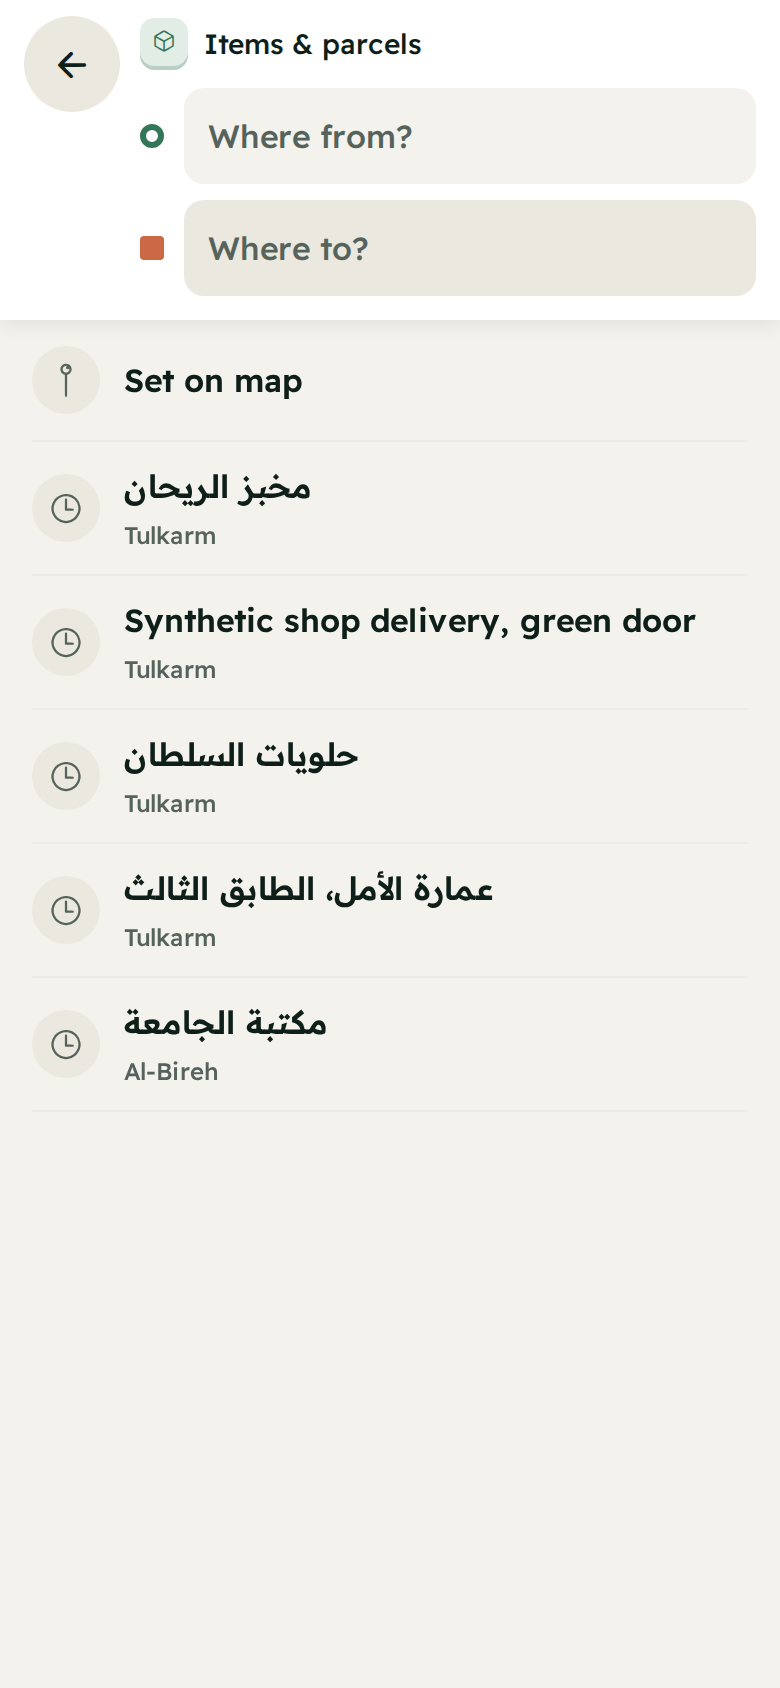 Items & parcels
Where from?
Where to?
Set on map
مخبز الريحان
Tulkarm
Synthetic shop delivery, green door
Tulkarm
حلويات السلطان
Tulkarm
عمارة الأمل، الطابق الثالث
Tulkarm
مكتبة الجامعة
Al-Bireh